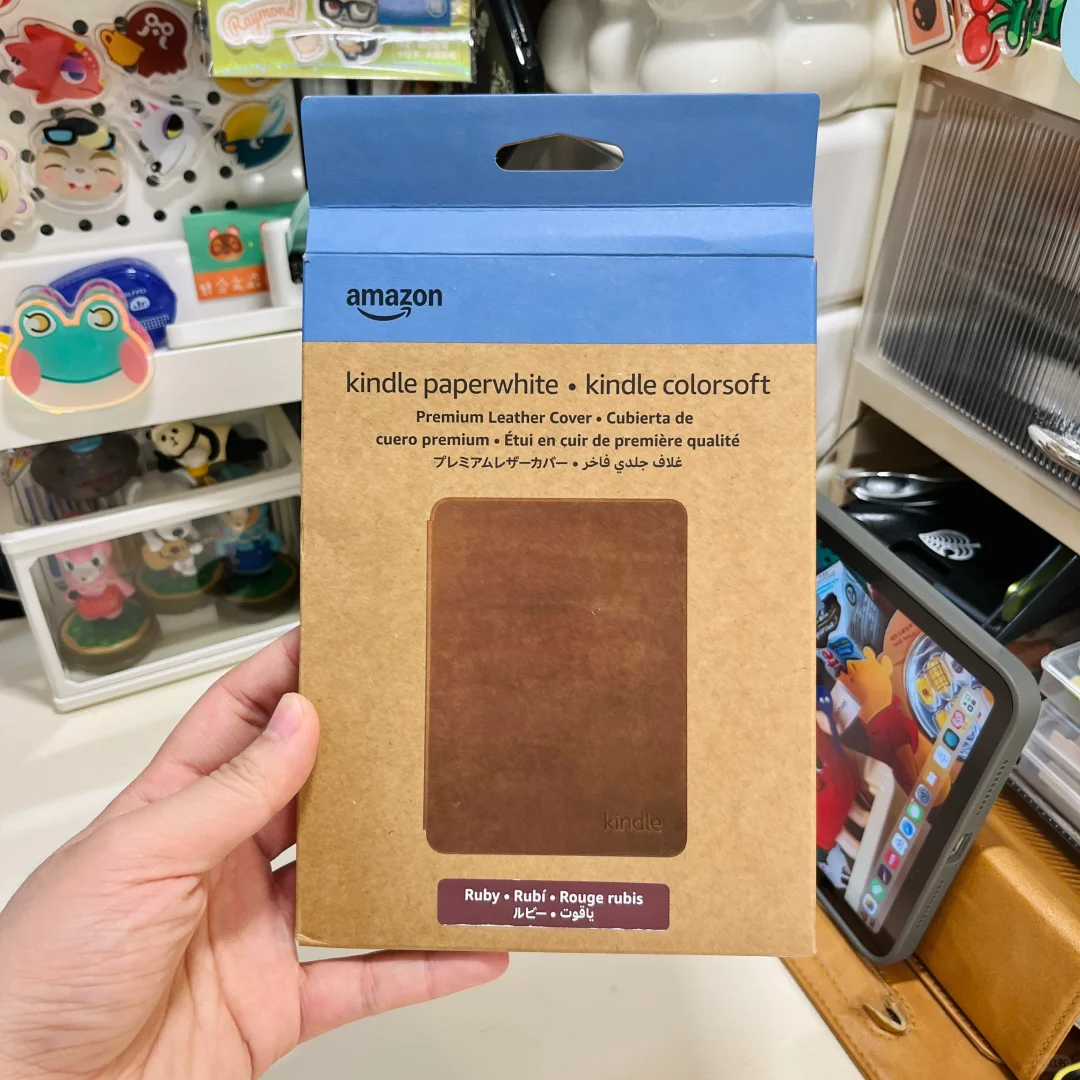 Raymond
amazon
kindle paperwhite • kindle colorsoft
Premium Leather Cover • Cubierta de
cuero premium • Étui en cuir de première qualité
プレミアムレザーカバー • غلاف جلدي فاخر
kindle
Ruby • Rubí • Rouge rubis
ルビー • ياقوت